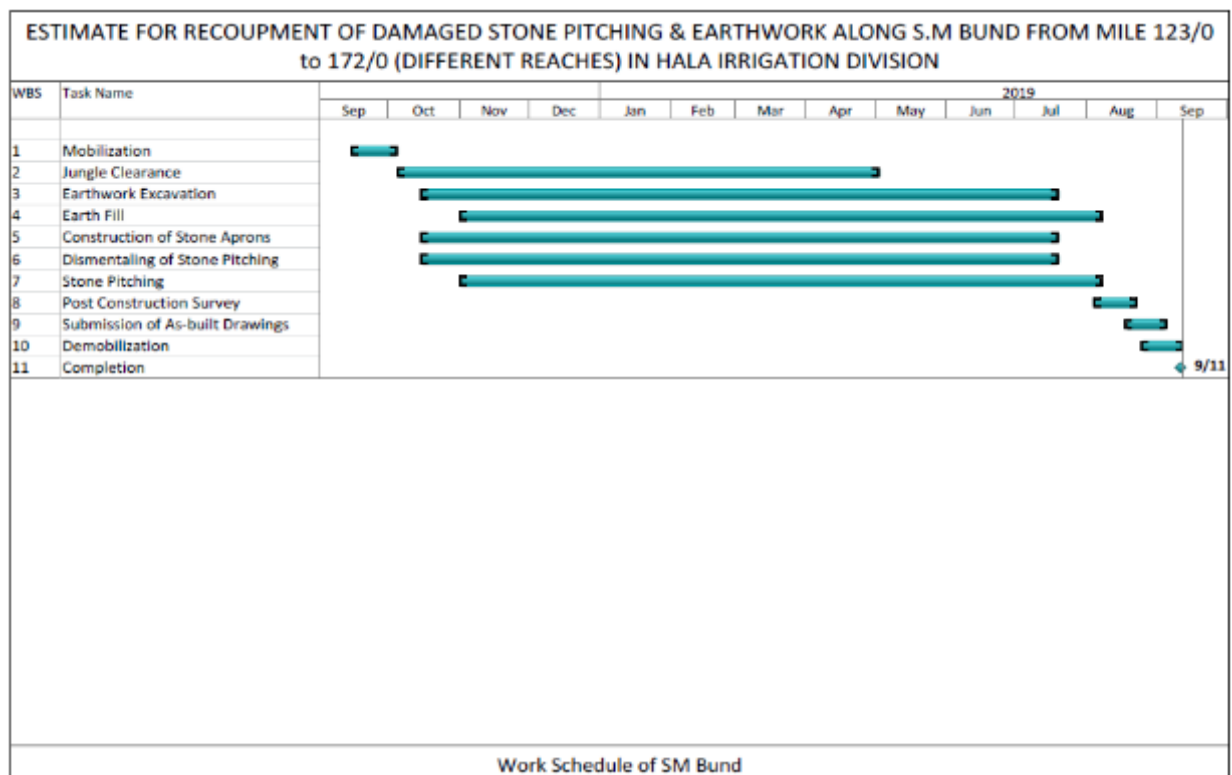 ESTIMATE FOR RECOUPMENT OF DAMAGED STONE PITCHING & EARTHWORK ALONG S.M BUND FROM MILE 123/0
to 172/0 (DIFFERENT REACHES) IN HALA IRRIGATION DIVISION
WBS Task Name 2019
Sep Oct Nov Dec Jan Feb Mar Apr May Jun Jul Aug Sep
1 Mobilization
2 Jungle Clearance
3 Earthwork Excavation
4 Earth Fill
5 Construction of Stone Aprons
6 Dismentaling of Stone Pitching
7 Stone Pitching
8 Post Construction Survey
9 Submission of As-built Drawings
10 Demobilization
11 Completion 9/11
Work Schedule of SM Bund